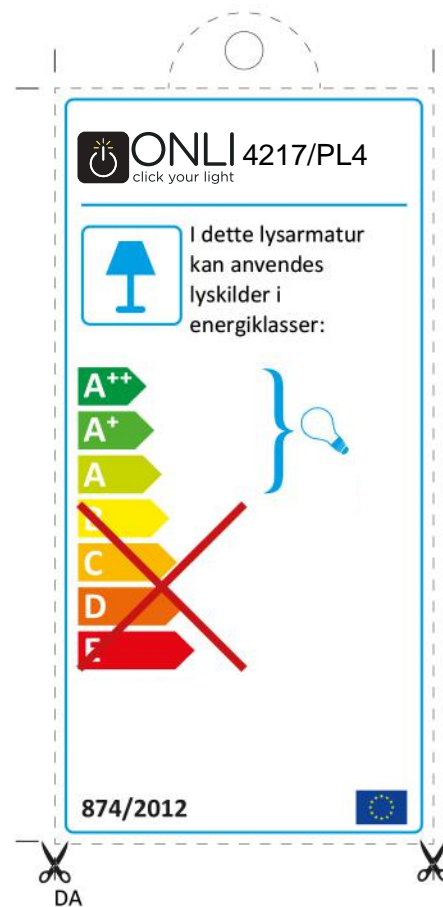 ONLI 4217/PL4
click your light
I dette lysarmatur
kan anvendes
lyskilder i
energiklasser:
A++
A+
A
B
C
D
E
874/2012
DA